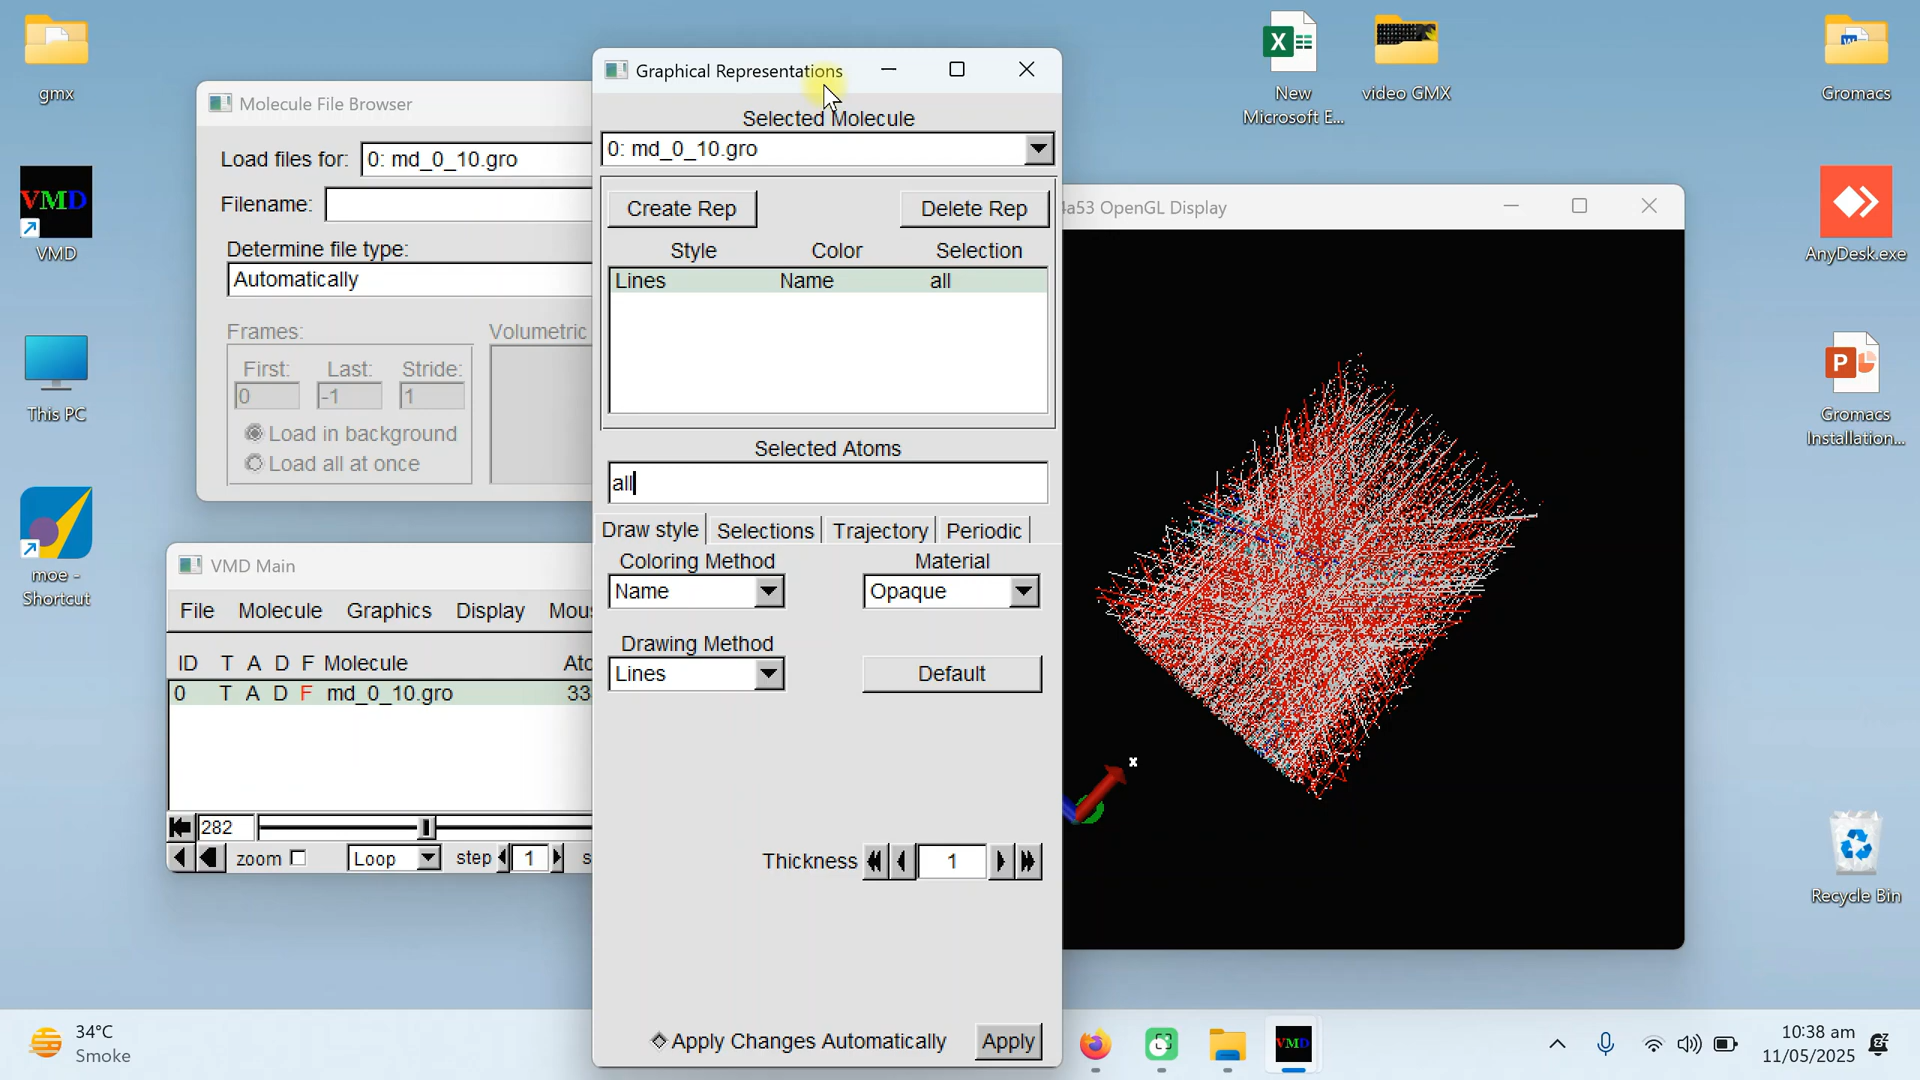 gmx
VMD
VMD
This PC
moe -
Shortcut
Molecule File Browser
Load files for:
0: md_0_10.gro
Filename:
Determine file type:
Automatically
Frames:
Volumetric
First:
Last:
Stride:
0
-1
1
Load in background
Load all at once
VMD Main
File
Molecule
Graphics
Display
Mou
ID
T
A
D
F
Molecule
Ato
0
T
A
D
F
md_0_10.gro
33
282
zoom
Loop
step
1
s
Graphical Representations
Selected Molecule
0: md_0_10.gro
Create Rep
Delete Rep
Style
Color
Selection
Lines
Name
all
Selected Atoms
all
Draw style
Selections
Trajectory
Periodic
Coloring Method
Material
Name
Opaque
Drawing Method
Lines
Default
Thickness
1
Apply Changes Automatically
Apply
4a53 OpenGL Display
x
X
New
Microsoft E...
video GMX
W
Gromacs
AnyDesk.exe
P
Gromacs
Installation...
Recycle Bin
34°C
Smoke
VMD
10:38 am
11/05/2025